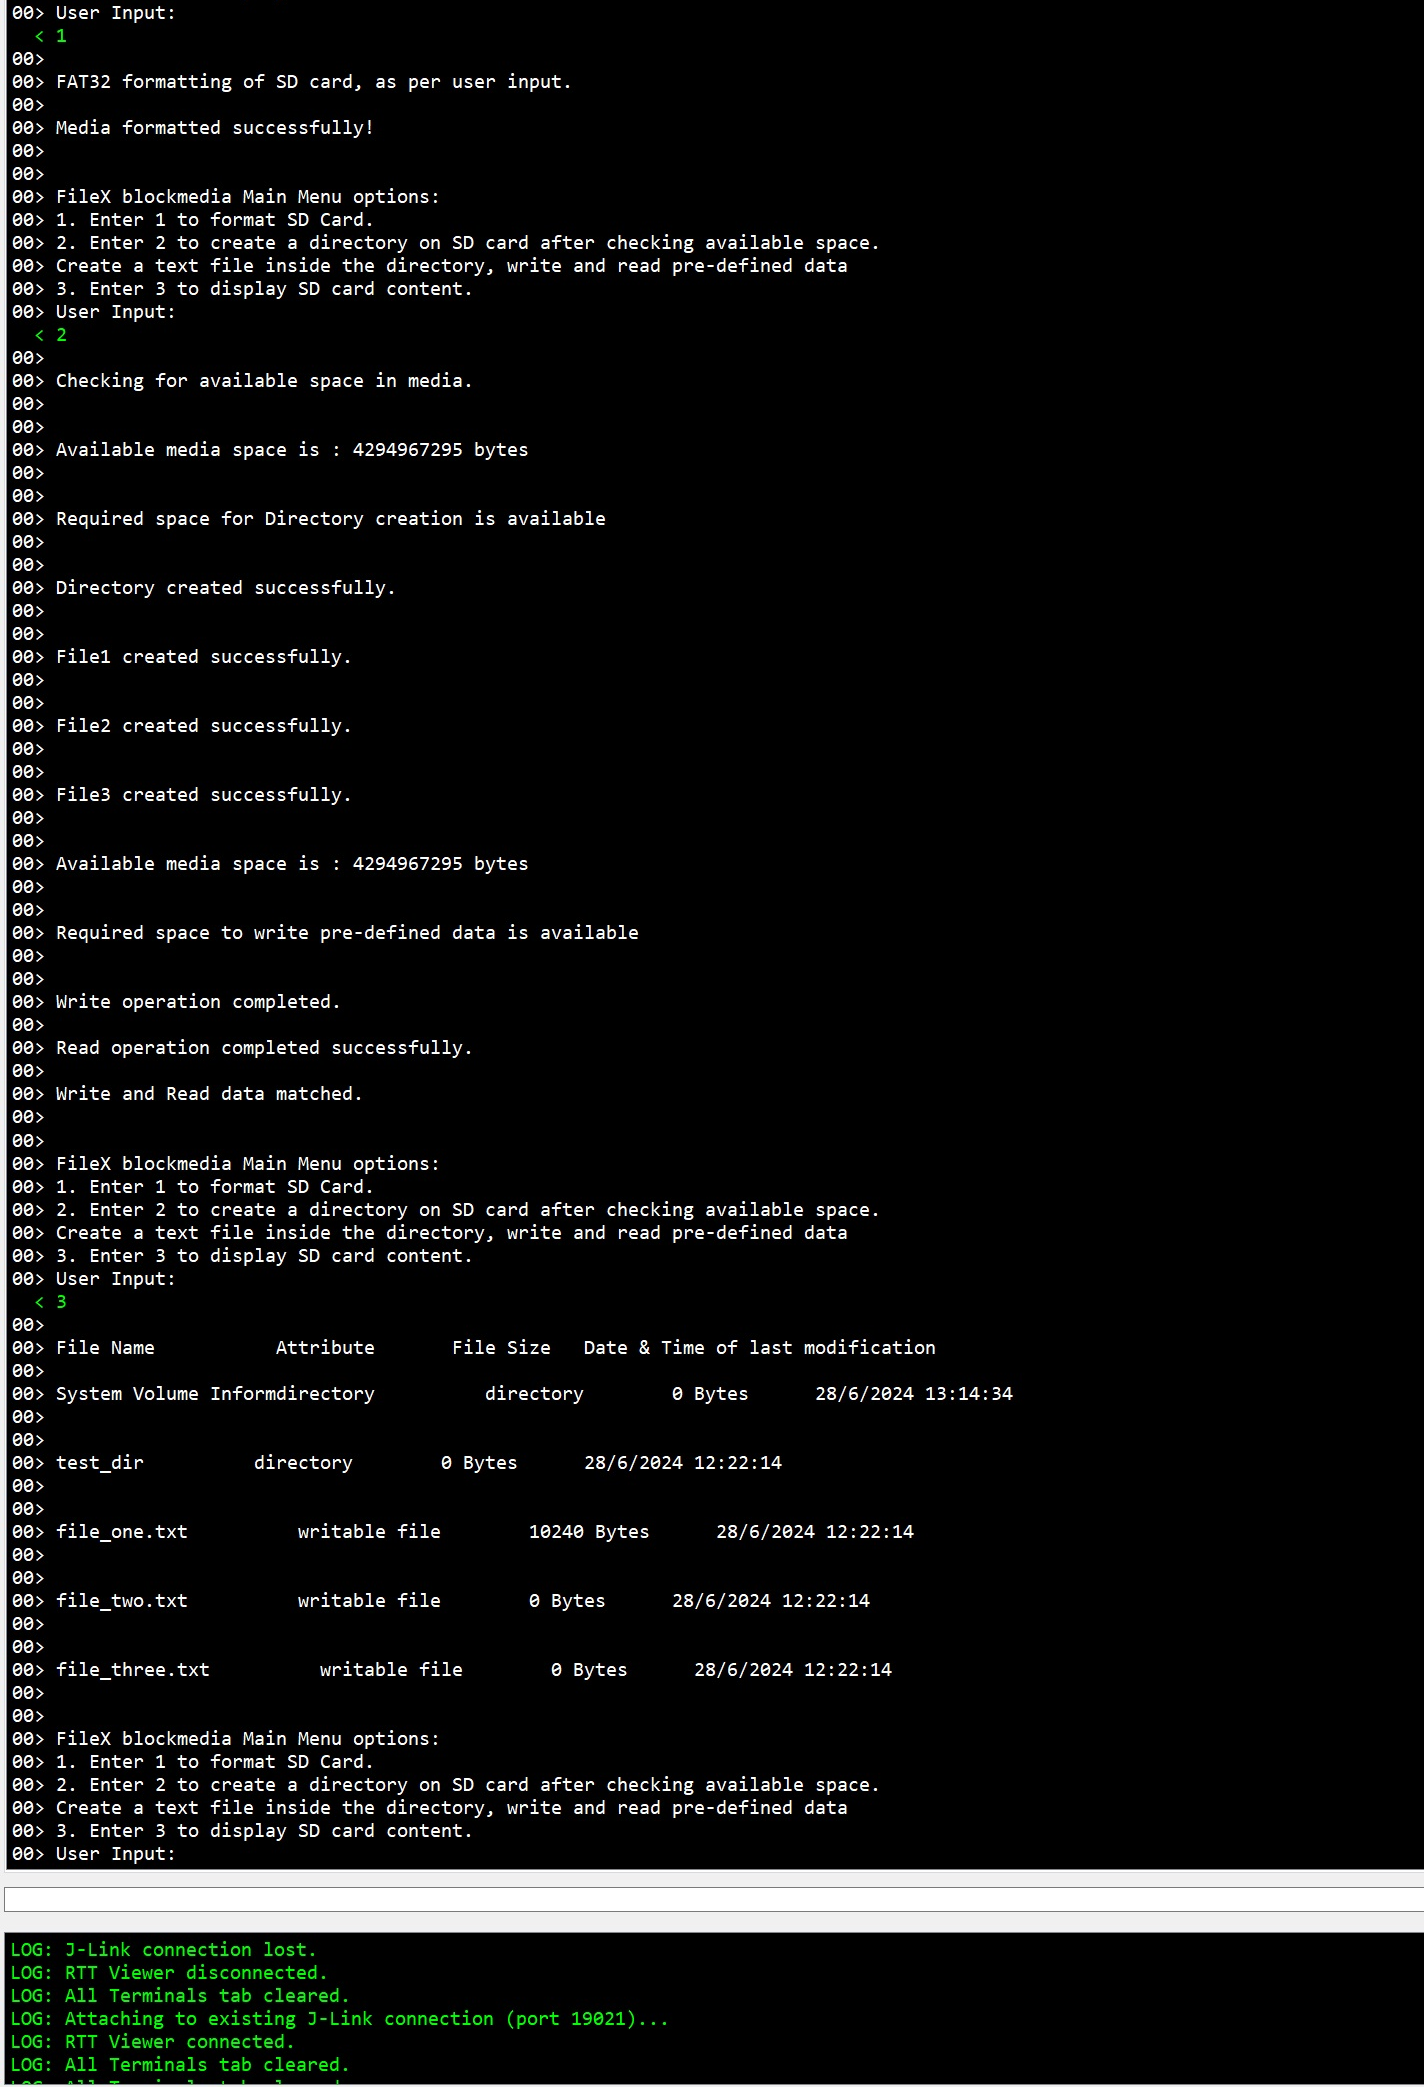 00> User Input:
< 1
00>
00> FAT32 formatting of SD card, as per user input.
00>
00> Media formatted successfully!
00>
00>
00> FileX blockmedia Main Menu options:
00> 1. Enter 1 to format SD Card.
00> 2. Enter 2 to create a directory on SD card after checking available space.
00> Create a text file inside the directory, write and read pre-defined data
00> 3. Enter 3 to display SD card content.
00> User Input:
< 2
00>
00> Checking for available space in media.
00>
00>
00> Available media space is : 4294967295 bytes
00>
00>
00> Required space for Directory creation is available
00>
00>
00> Directory created successfully.
00>
00>
00> File1 created successfully.
00>
00>
00> File2 created successfully.
00>
00>
00> File3 created successfully.
00>
00>
00> Available media space is : 4294967295 bytes
00>
00>
00> Required space to write pre-defined data is available
00>
00>
00> Write operation completed.
00>
00> Read operation completed successfully.
00>
00> Write and Read data matched.
00>
00>
00> FileX blockmedia Main Menu options:
00> 1. Enter 1 to format SD Card.
00> 2. Enter 2 to create a directory on SD card after checking available space.
00> Create a text file inside the directory, write and read pre-defined data
00> 3. Enter 3 to display SD card content.
00> User Input:
< 3
00>
00> File Name Attribute File Size Date & Time of last modification
00>
00> System Volume Informdirectory directory 0 Bytes 28/6/2024 13:14:34
00>
00>
00> test_dir directory 0 Bytes 28/6/2024 12:22:14
00>
00>
00> file_one.txt writable file 10240 Bytes 28/6/2024 12:22:14
00>
00>
00> file_two.txt writable file 0 Bytes 28/6/2024 12:22:14
00>
00>
00> file_three.txt writable file 0 Bytes 28/6/2024 12:22:14
00>
00>
00> FileX blockmedia Main Menu options:
00> 1. Enter 1 to format SD Card.
00> 2. Enter 2 to create a directory on SD card after checking available space.
00> Create a text file inside the directory, write and read pre-defined data
00> 3. Enter 3 to display SD card content.
00> User Input:
LOG: J-Link connection lost.
LOG: RTT Viewer disconnected.
LOG: All Terminals tab cleared.
LOG: Attaching to existing J-Link connection (port 19021)...
LOG: RTT Viewer connected.
LOG: All Terminals tab cleared.